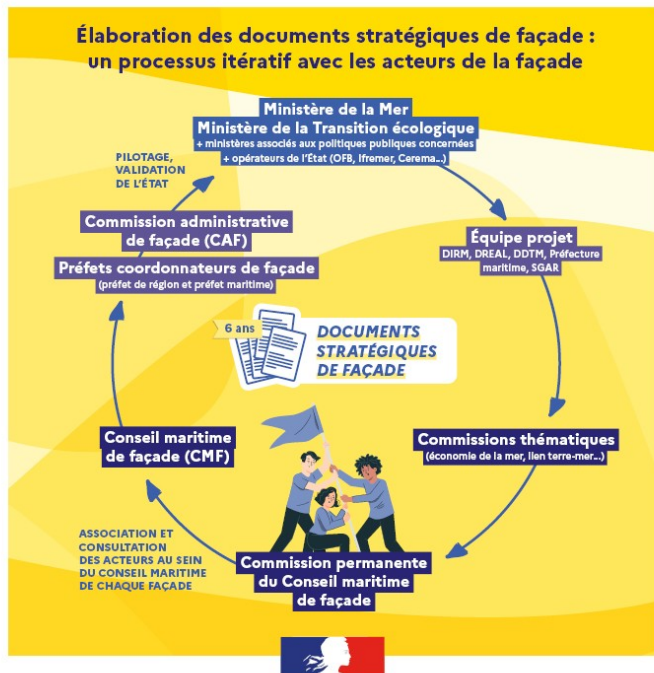 Élaboration des documents stratégiques de façade :
un processus itératif avec les acteurs de la façade
Ministère de la Mer
Ministère de la Transition écologique
+ ministères associés aux politiques publiques concernées
+ opérateurs de l'État (OFB, Ifremer, Cerema...)
PILOTAGE,
VALIDATION
DE L'ÉTAT
Commission administrative
de façade (CAF)
Préfets coordonnateurs de façade
(préfet de région et préfet maritime)
Équipe projet
DIRM, DREAL, DDTM, Préfecture
maritime, SGAR
6 ans
DOCUMENTS
STRATÉGIQUES
DE FAÇADE
Conseil maritime
de façade (CMF)
Commissions thématiques
(économie de la mer, lien terre-mer...)
ASSOCIATION ET
CONSULTATION
DES ACTEURS AU SEIN
DU CONSEIL MARITIME
DE CHAQUE FAÇADE
Commission permanente
du Conseil maritime
de façade